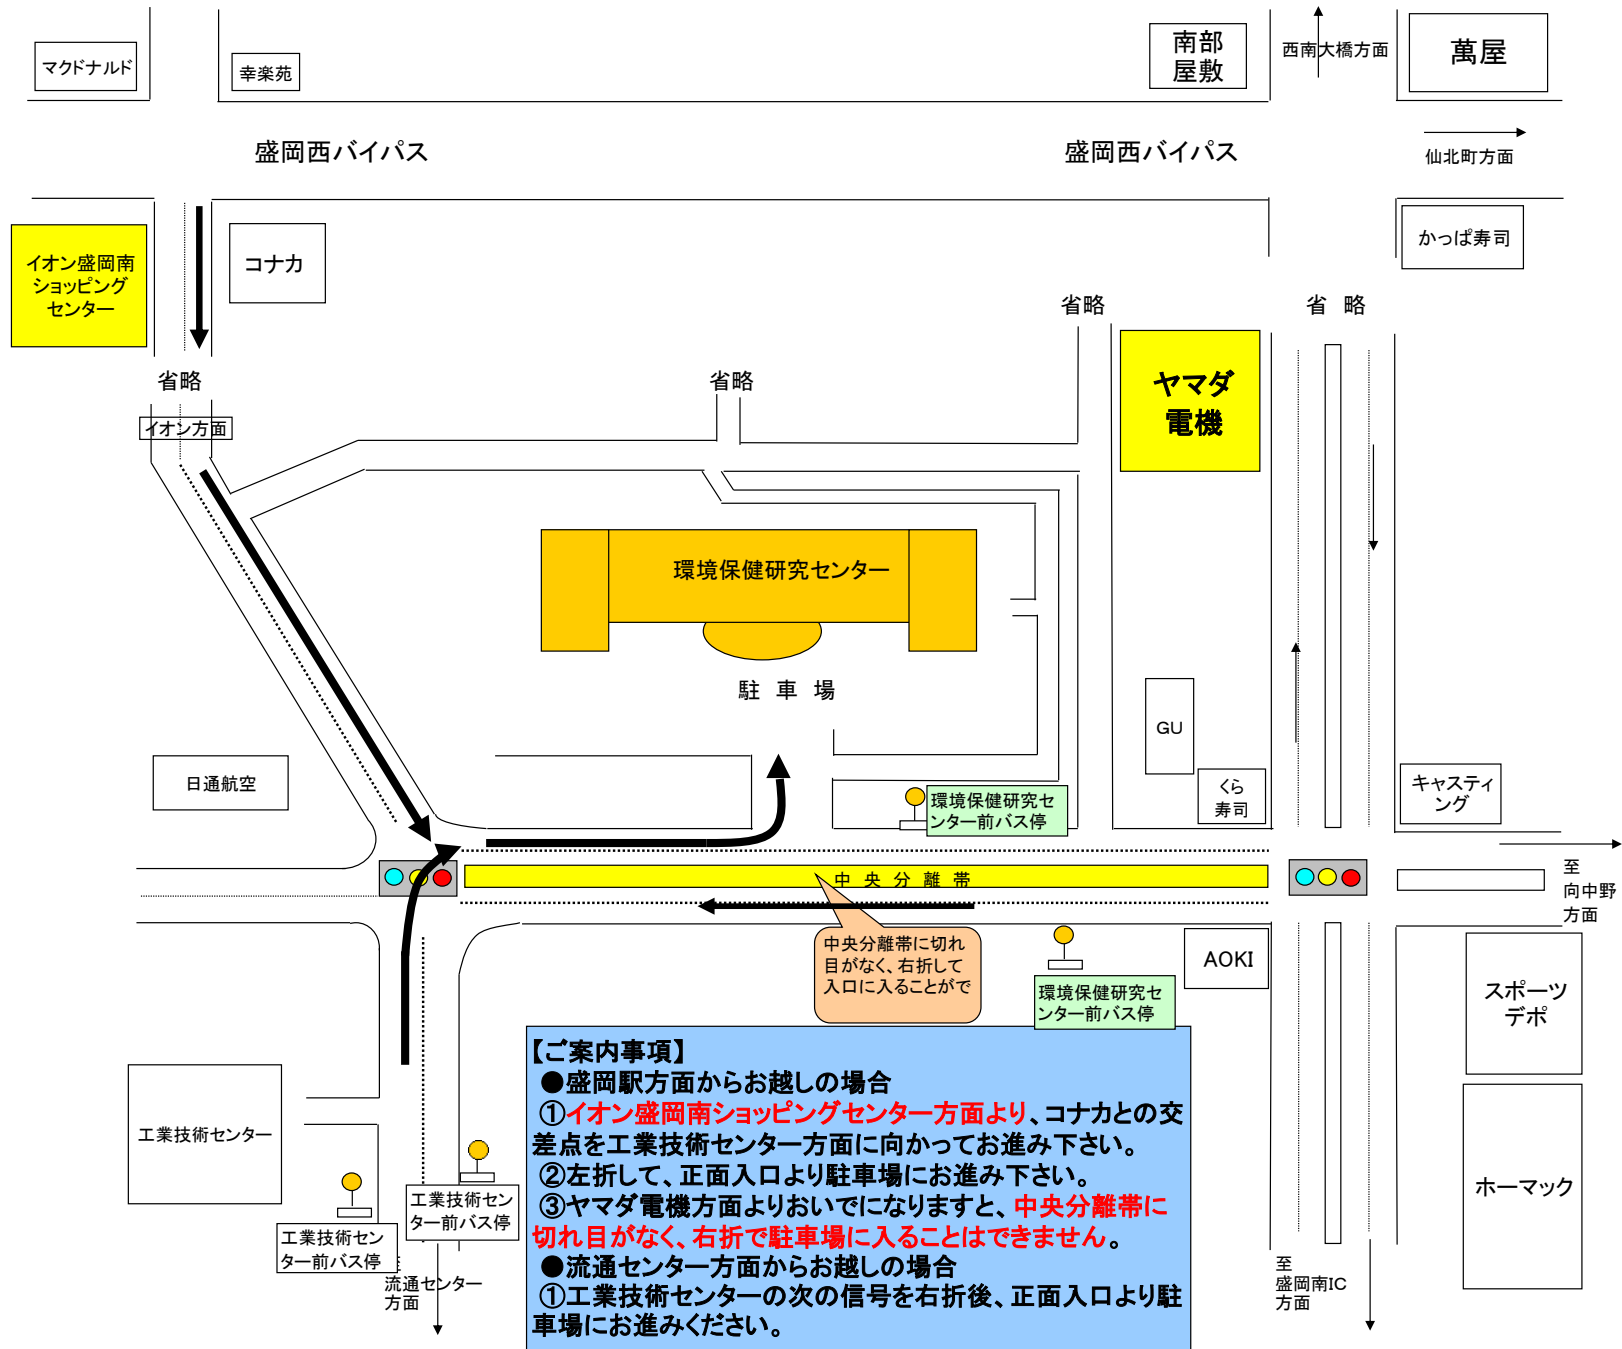 マクドナルド
幸楽苑
南部
屋敷
西南大橋方面
萬屋
盛岡西バイパス
盛岡西バイパス
仙北町方面
イオン盛岡南
ショッピング
センター
コナカ
かっぱ寿司
省略
省　略
省略
省略
ヤマダ
電機
イオン方面
環境保健研究センター
駐　車　場
GU
日通航空
くら
寿司
キャスティ
ング
環境保健研究セ
ンター前バス停
中　央　分　離　帯
至
向中野
方面
中央分離帯に切れ
目がなく、右折して
入口に入ることがで
AOKI
環境保健研究セ
ンター前バス停
スポーツ
デポ
【ご案内事項】
●盛岡駅方面からお越しの場合
①イオン盛岡南ショッピングセンター方面より、コナカとの交
差点を工業技術センター方面に向かってお進み下さい。
②左折して、正面入口より駐車場にお進み下さい。
③ヤマダ電機方面よりおいでになりますと、中央分離帯に
切れ目がなく、右折で駐車場に入ることはできません。
●流通センター方面からお越しの場合
①工業技術センターの次の信号を右折後、正面入口より駐
車場にお進みください。
工業技術センター
工業技術セン
ター前バス停
工業技術セン
ター前バス停
流通センター
方面
ホーマック
至
盛岡南IC
方面